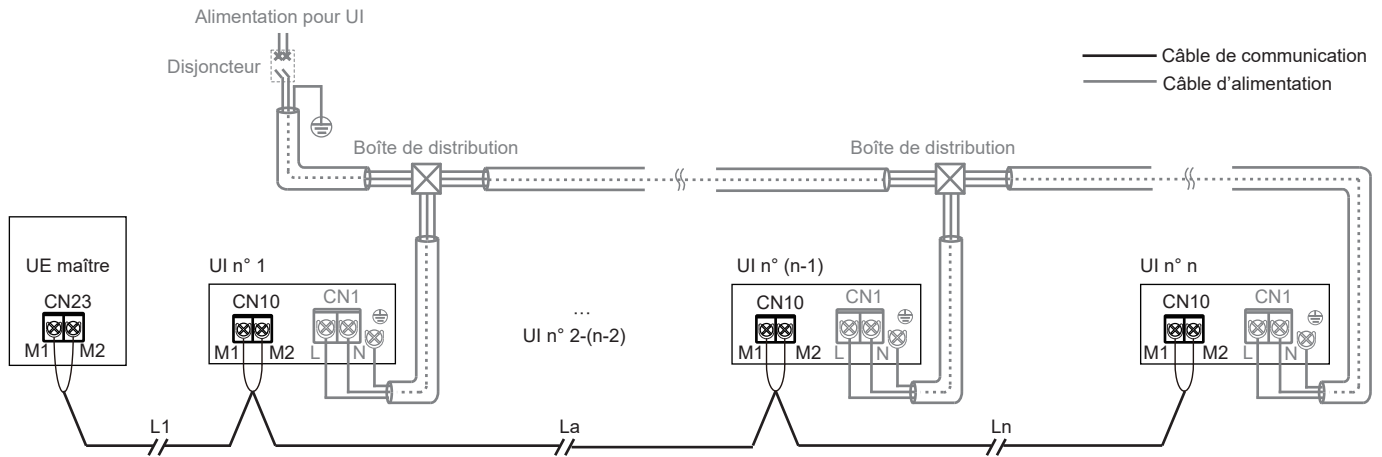 Alimentation pour UI
Disjoncteur
Câble de communication
Câble d'alimentation
Boîte de distribution
Boîte de distribution
UE maître
CN23
M1 M2
UI n° 1
CN10
CN1
M1 M2 L N
...
UI n° 2-(n-2)
UI n° (n-1)
CN10
CN1
M1 M2 L N
UI n° n
CN10
CN1
M1 M2 L N
L1
La
Ln